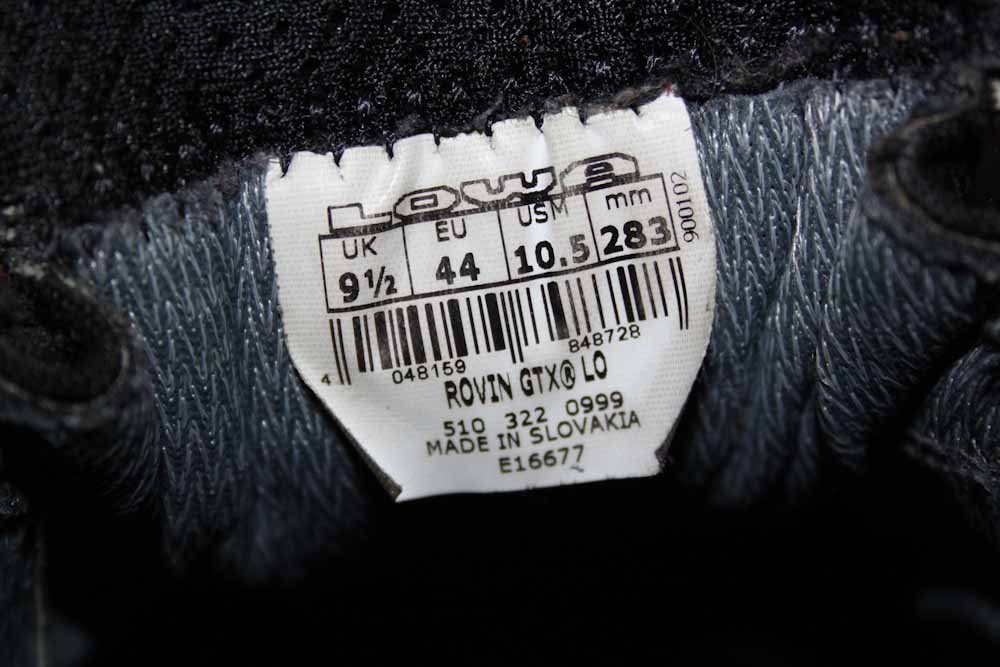 LOWA
UK EU USM mm
9½ 44 10.5 283
900102
4 048159 848728
ROVIN GTX® LO
510 322 0999
MADE IN SLOVAKIA
E16677